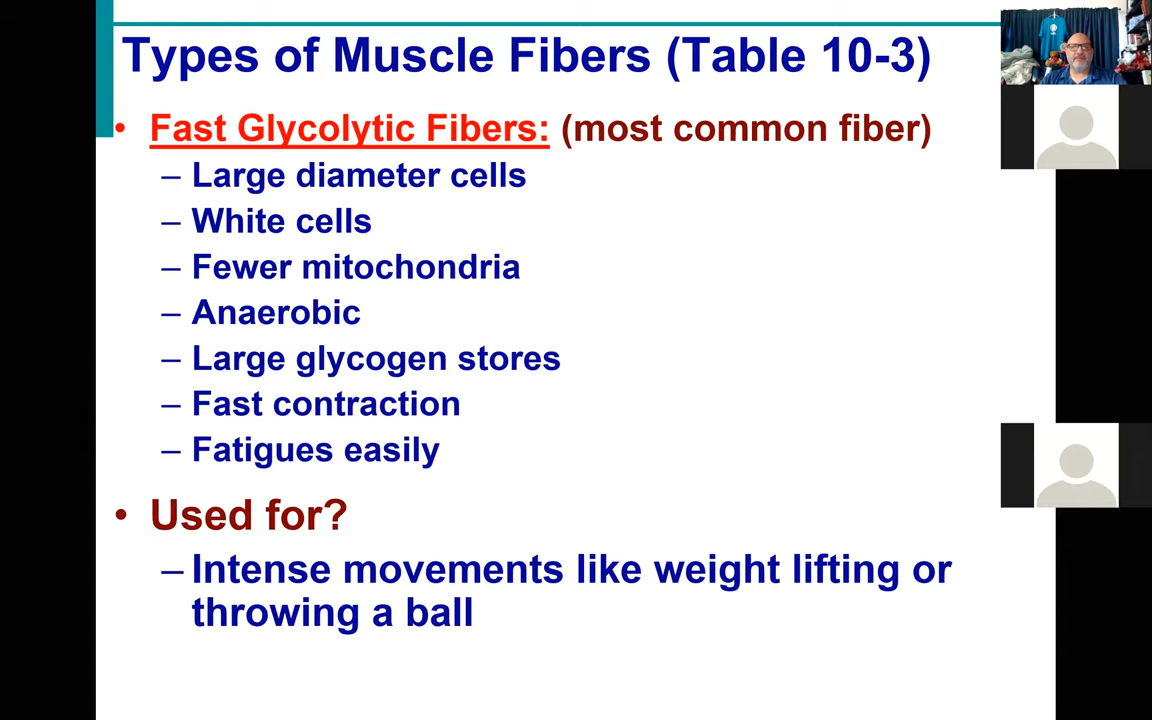 Types of Muscle Fibers (Table 10-3)
• Fast Glycolytic Fibers: (most common fiber)
– Large diameter cells
– White cells
– Fewer mitochondria
– Anaerobic
– Large glycogen stores
– Fast contraction
– Fatigues easily
• Used for?
– Intense movements like weight lifting or
throwing a ball